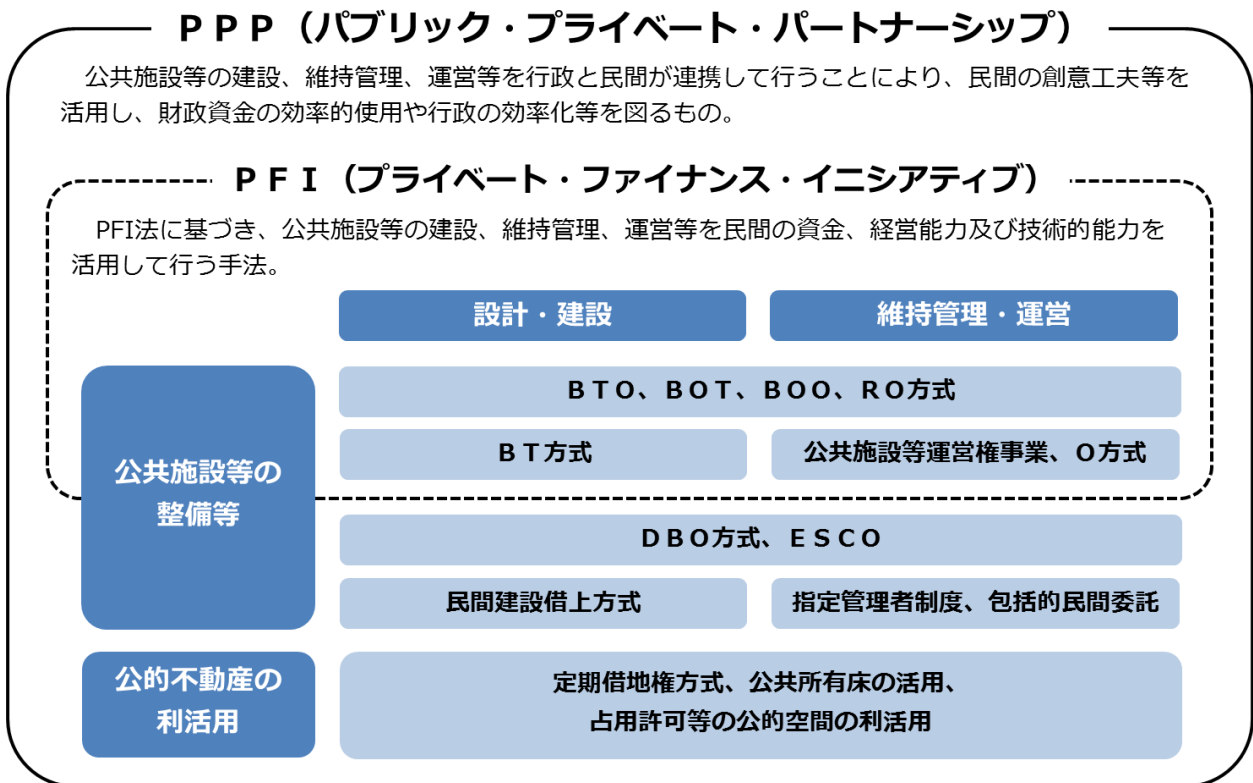 PPP（パブリック・プライベート・パートナーシップ）
公共施設等の建設、維持管理、運営等を行政と民間が連携して行うことにより、民間の創意工夫等を
活用し、財政資金の効率的使用や行政の効率化等を図るもの。
PFI（プライベート・ファイナンス・イニシアティブ）
PFI法に基づき、公共施設等の建設、維持管理、運営等を民間の資金、経営能力及び技術的能力を
活用して行う手法。
設計・建設
維持管理・運営
公共施設等の
整備等
BTO、BOT、BOO、RO方式
BT方式
公共施設等運営権事業、O方式
DBO方式、ESCO
民間建設借上方式
指定管理者制度、包括的民間委託
公的不動産の
利活用
定期借地権方式、公共所有床の活用、
占用許可等の公的空間の利活用